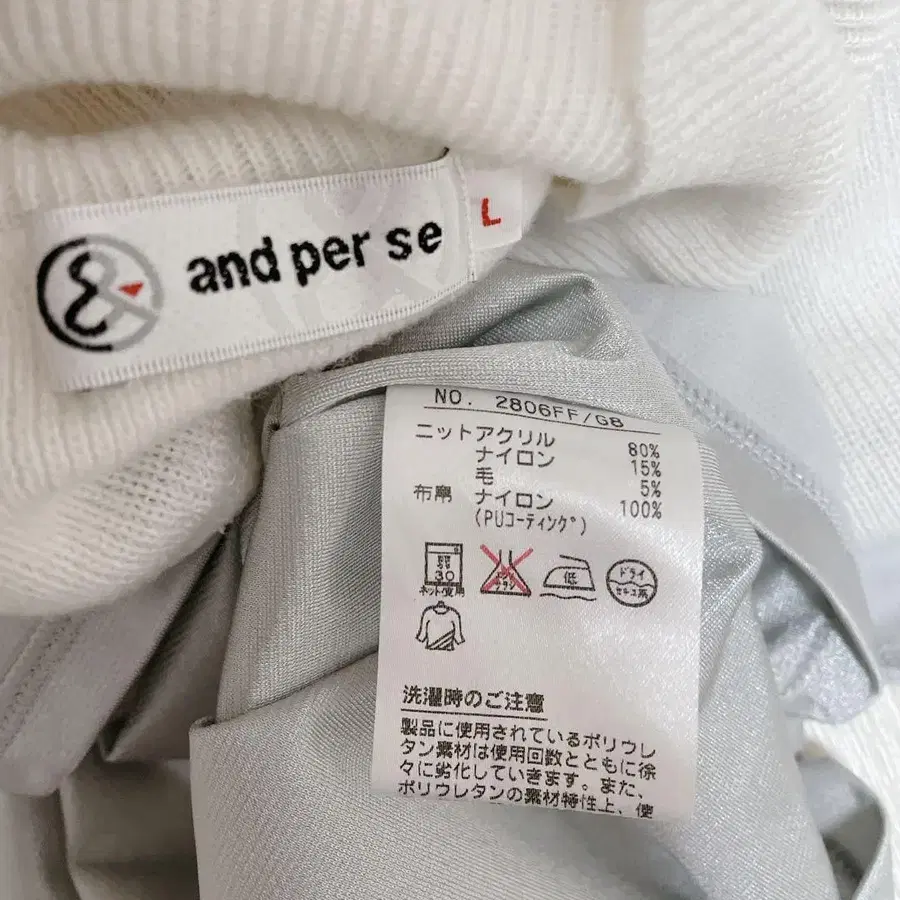 and per se
L
NO. 2806FF/GB
ニットアクリル 80%
ナイロン 15%
毛 5%
布帛 ナイロン 100%
(PUコーティング)
30
ネット使用
低
ドライ
セキユ系
洗濯時のご注意
製品に使用されているポリウレ
タン素材は使用回数とともに徐
々に劣化していきます。また、
ポリウレタンの素材特性上、使